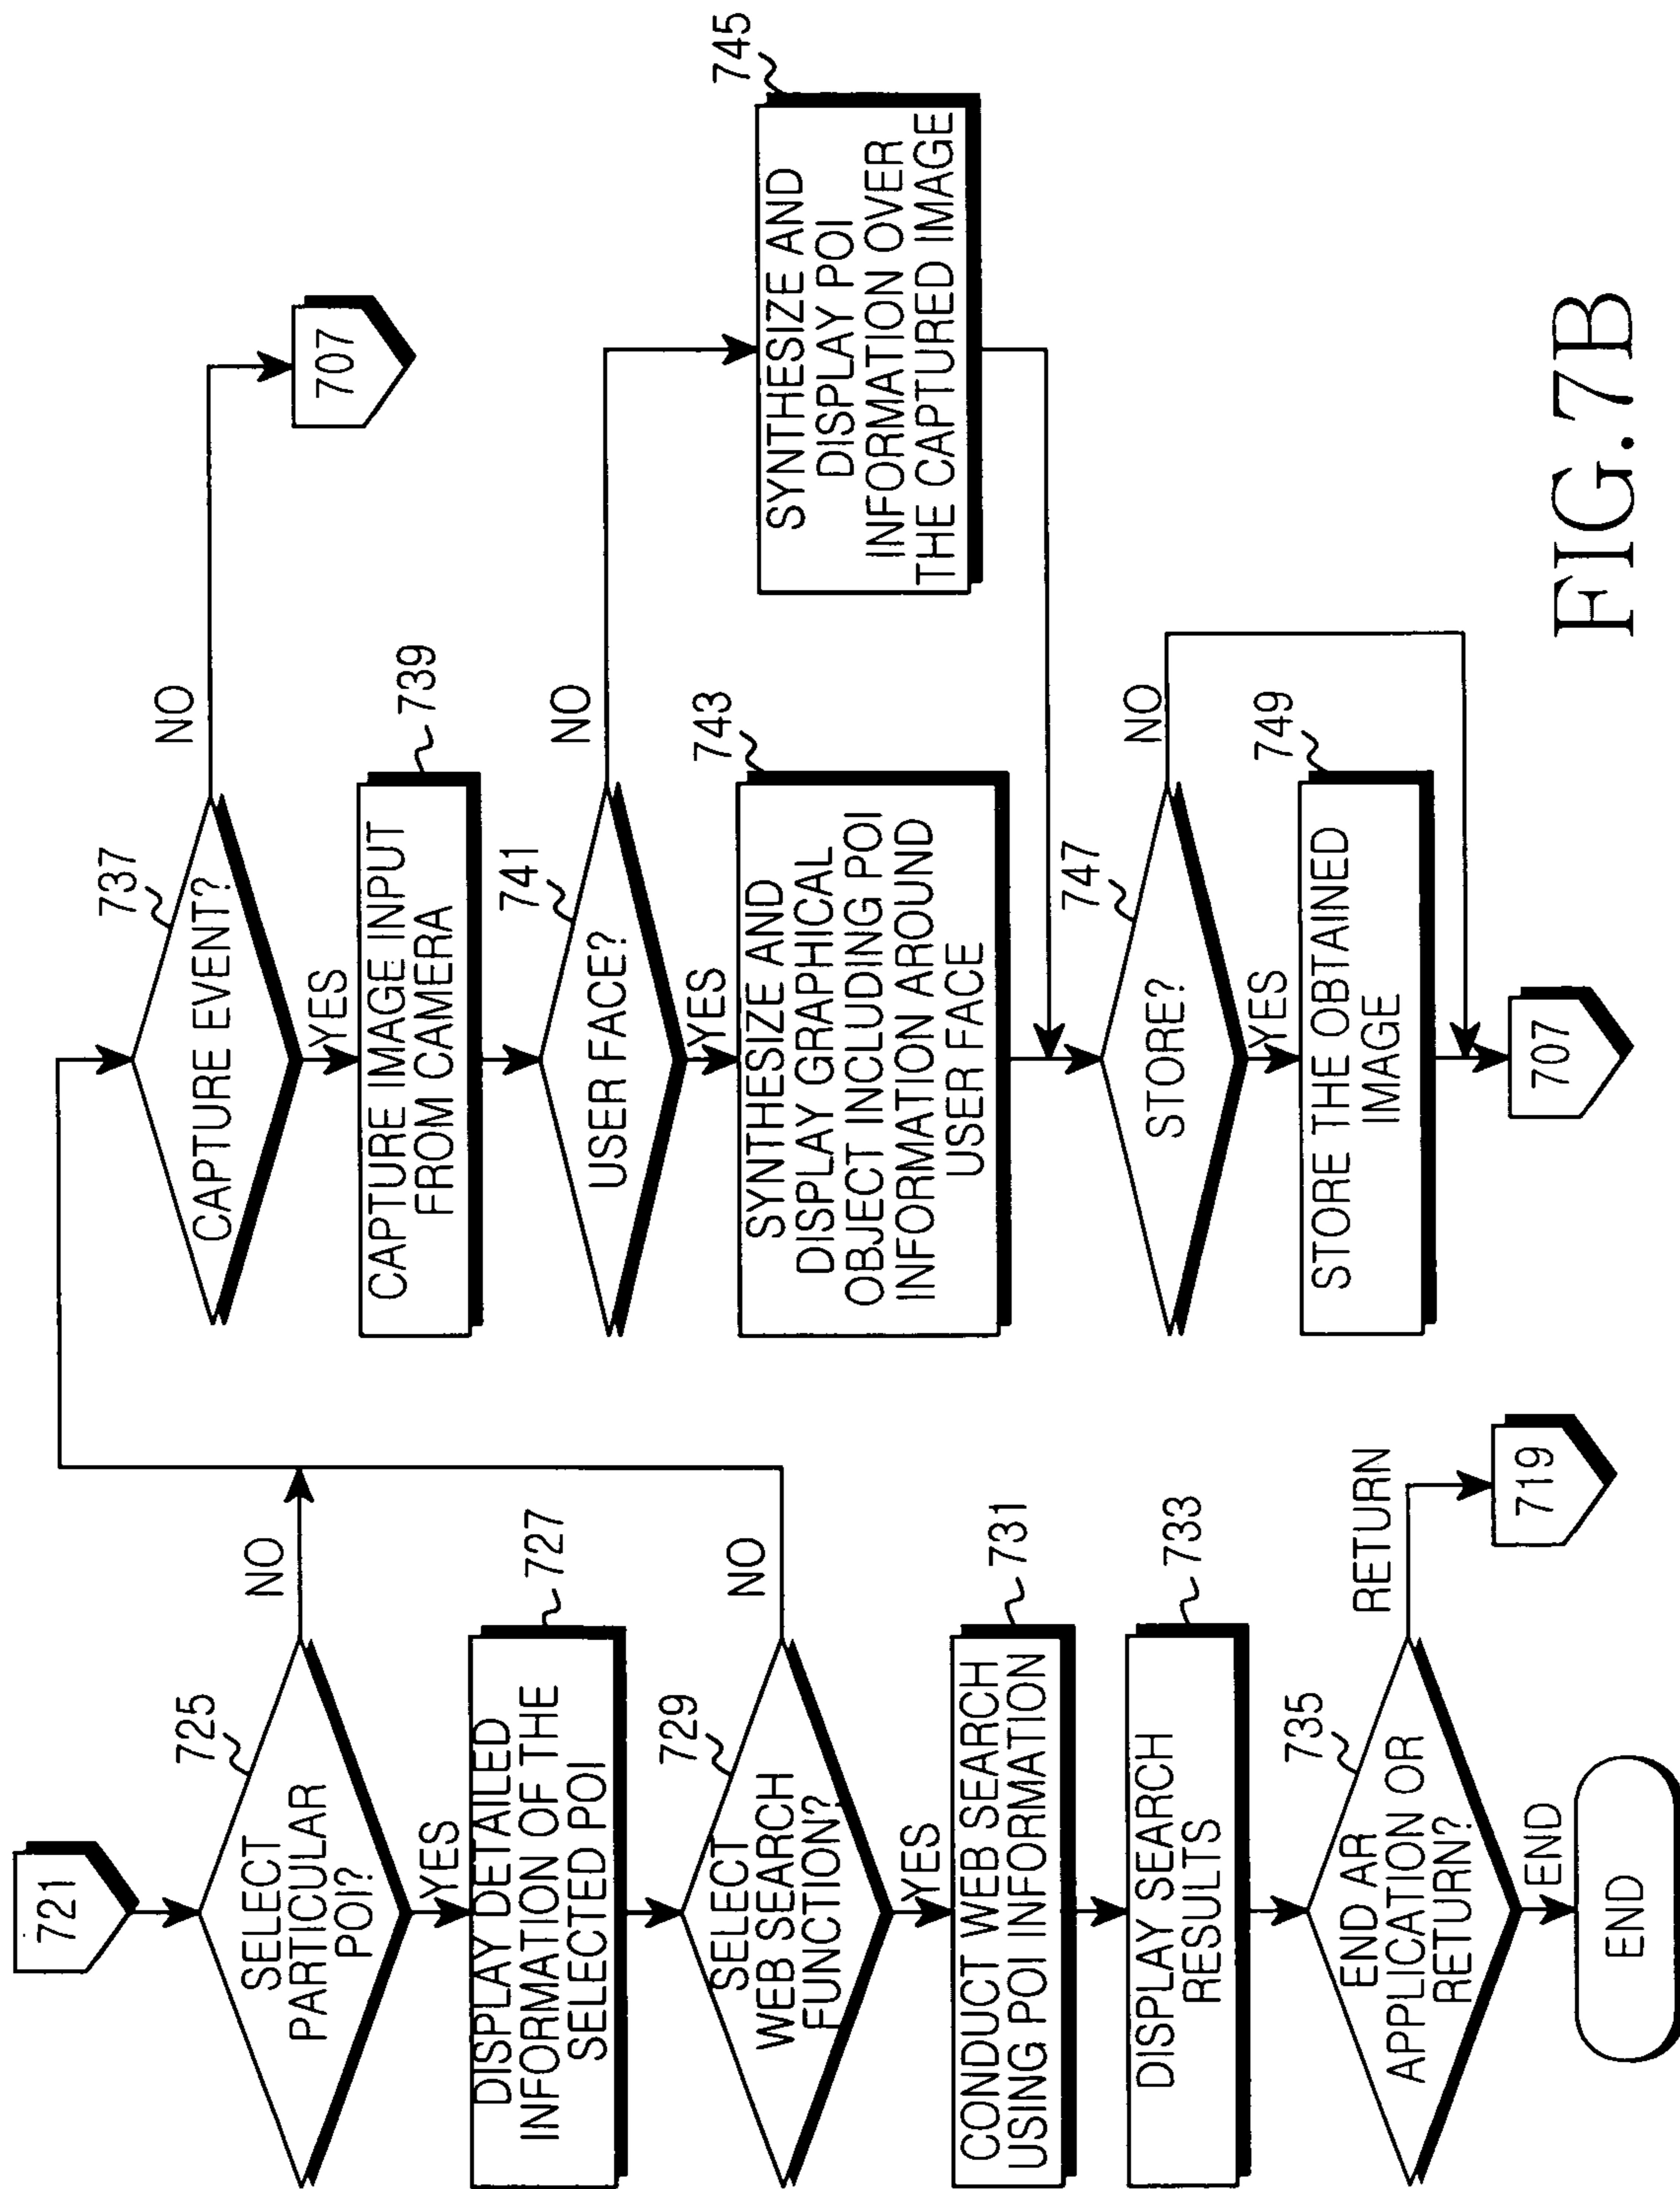 721
725
SELECT
PARTICULAR
POI?
NO
YES
727
DISPLAY DETAILED
INFORMATION OF THE
SELECTED POI
729
SELECT
WEB SEARCH
FUNCTION?
NO
YES
731
CONDUCT WEB SEARCH
USING POI INFORMATION
733
DISPLAY SEARCH
RESULTS
735
END AR
APPLICATION OR
RETURN?
RETURN
719
END
END
737
CAPTURE EVENT?
NO
707
YES
739
CAPTURE IMAGE INPUT
FROM CAMERA
741
USER FACE?
NO
YES
743
SYNTHESIZE AND
DISPLAY GRAPHICAL
OBJECT INCLUDING POI
INFORMATION AROUND
USER FACE
745
SYNTHESIZE AND
DISPLAY POI
INFORMATION OVER
THE CAPTURED IMAGE
747
STORE?
NO
YES
749
STORE THE OBTAINED
IMAGE
707
FIG.7B